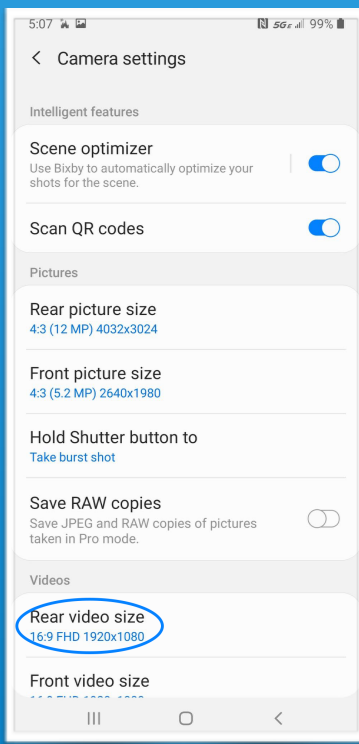 5:07 5GE 99%
Camera settings
Intelligent features
Scene optimizer
Use Bixby to automatically optimize your
shots for the scene.
Scan QR codes
Pictures
Rear picture size
4:3 (12 MP) 4032x3024
Front picture size
4:3 (5.2 MP) 2640x1980
Hold Shutter button to
Take burst shot
Save RAW copies
Save JPEG and RAW copies of pictures
taken in Pro mode.
Videos
Rear video size
16:9 FHD 1920x1080
Front video size